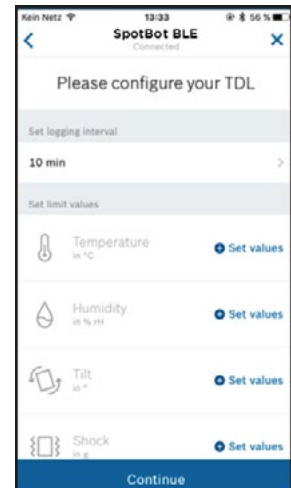 Kein Netz 13:33 56 %
SpotBot BLE
Connected
Please configure your TDL
Set logging interval
10 min
Set limit values
Temperature
in °C
Set values
Humidity
in % rH
Set values
Tilt
in °
Set values
Shock
in g
Set values
Continue